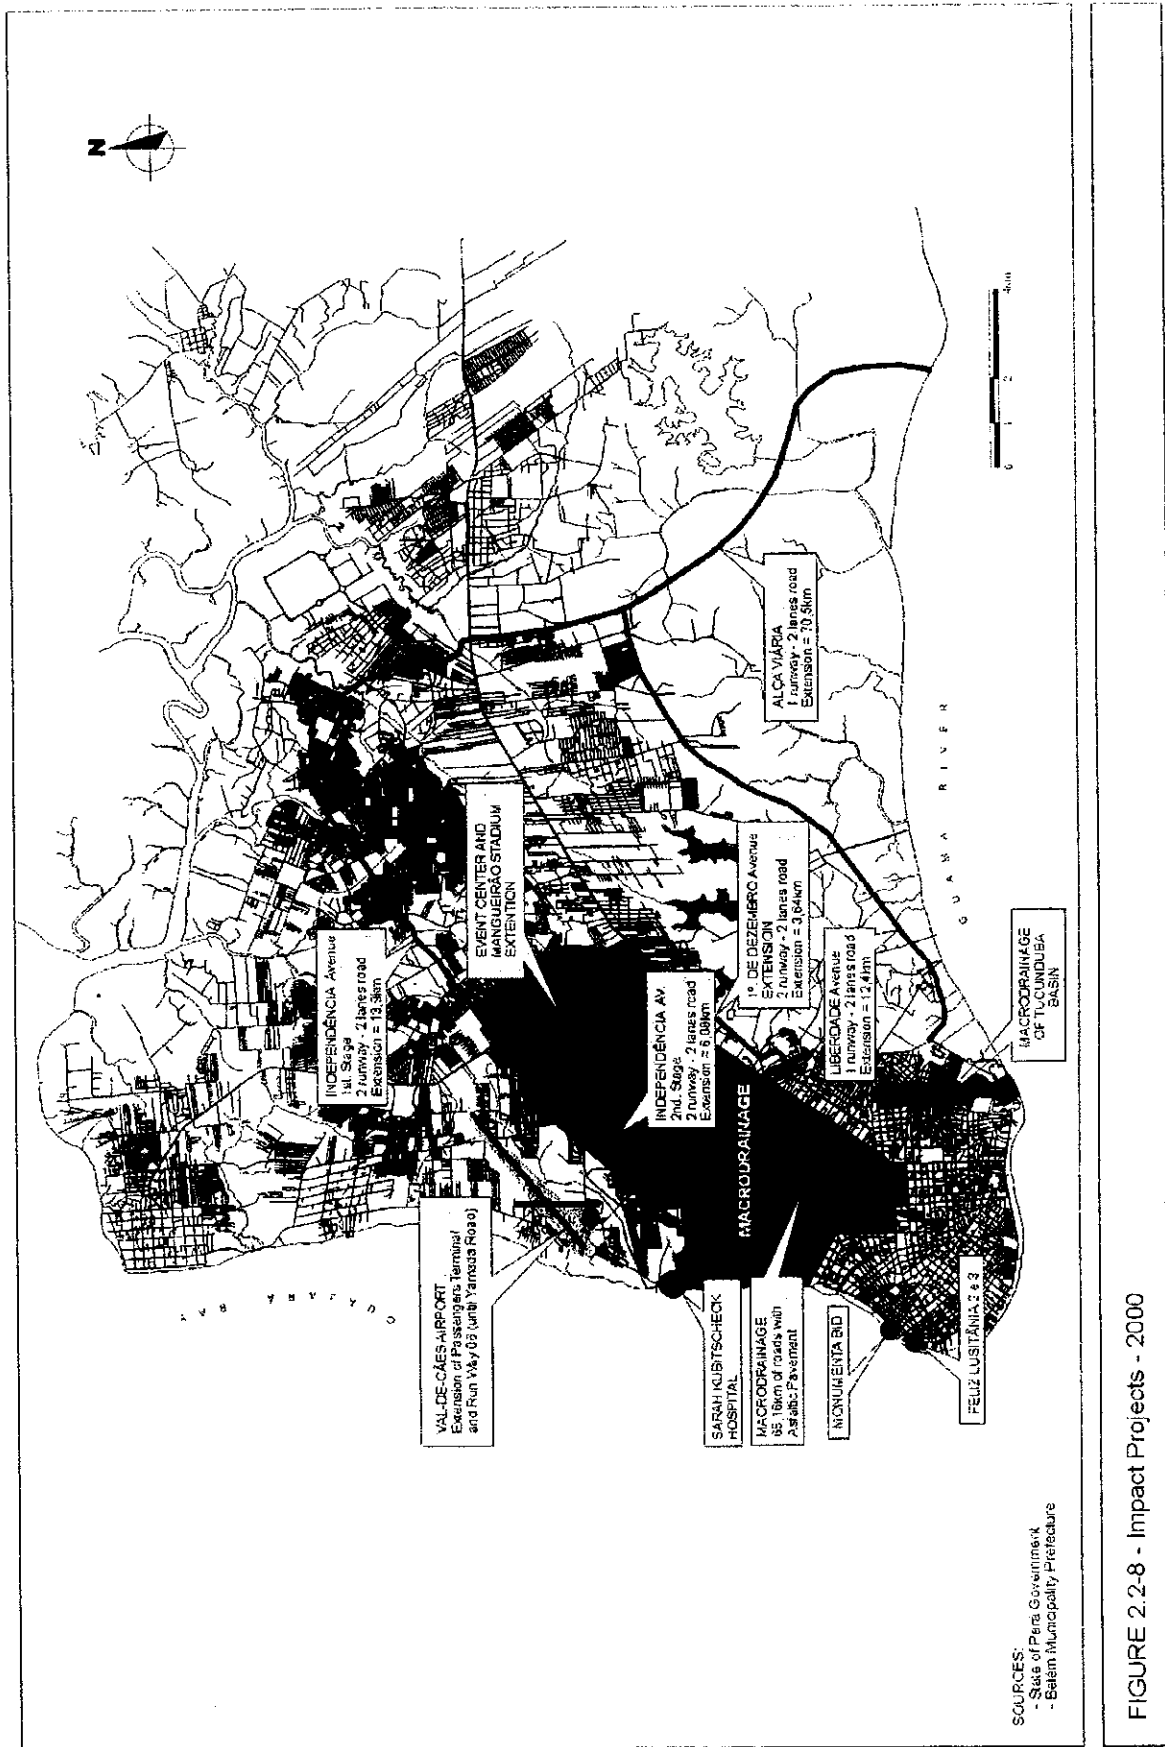 N
GUAJARÁ BAY
INDEPENDÊNCIA Avenue
1st. Stage
2 runway - 2 lanes road
Extension = 13,5km
EVENT CENTER AND
MANGUEIRÃO STADIUM
EXTENTION
VAL-DE-CÃES AIRPORT
Extension of Passengers Terminal
and Run Way 06 (until Yamada Road)
INDEPENDÊNCIA AV.
2nd. Stage
2 runway - 2 lanes road
Extension = 6,08km
ALÇA VIÁRIA
1 runway - 2 lanes road
Extension = 70,5km
1º. DE DEZEMBRO Avenue
EXTENSION
2 runway - 2 lanes road
Extension = 3,64km
MACRODRAINAGE
SARAH KUBITSCHECK
HOSPITAL
MACRODRAINAGE
65,16km of roads with
Asfaltic Pavement
LIBERDADE Avenue
1 runway - 2 lanes road
Extension = 12,4km
MONUMENTA BID
FELIZ LUSITÂNIA 2 e 3
GUAMÁ RIVER
MACRODRAINAGE
OF TUCUNDUBA
BASIN
0 1 2 4km
SOURCES:
- State of Pará Government
- Belém Municipality Prefecture
FIGURE 2.2-8 - Impact Projects - 2000